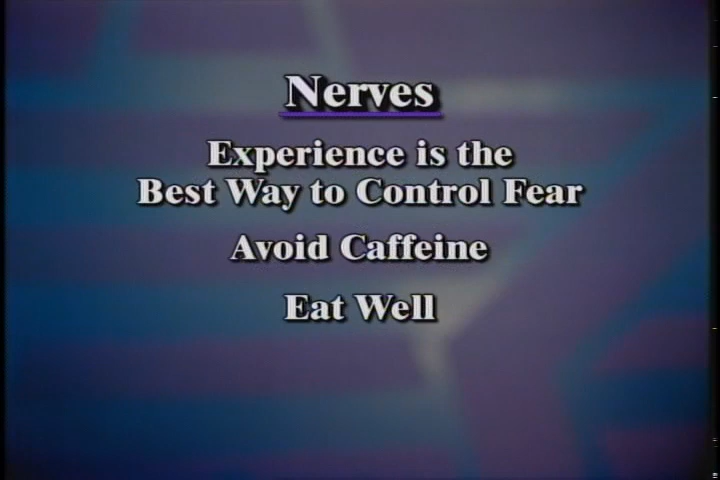 Nerves
Experience is the
Best Way to Control Fear
Avoid Caffeine
Eat Well